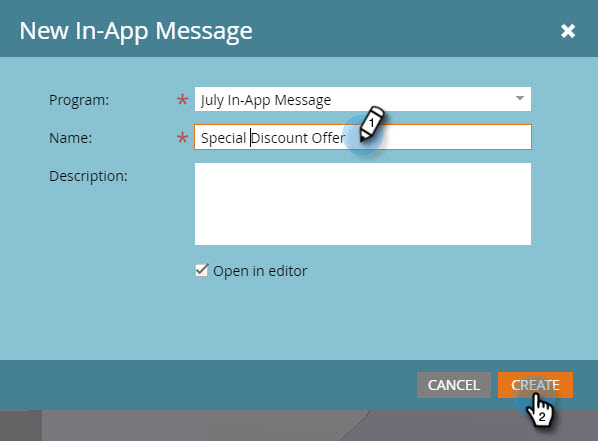 New In-App Message
Program: * July In-App Message
Name: * Special Discount Offer 1
Description:
Open in editor
CANCEL CREATE
2